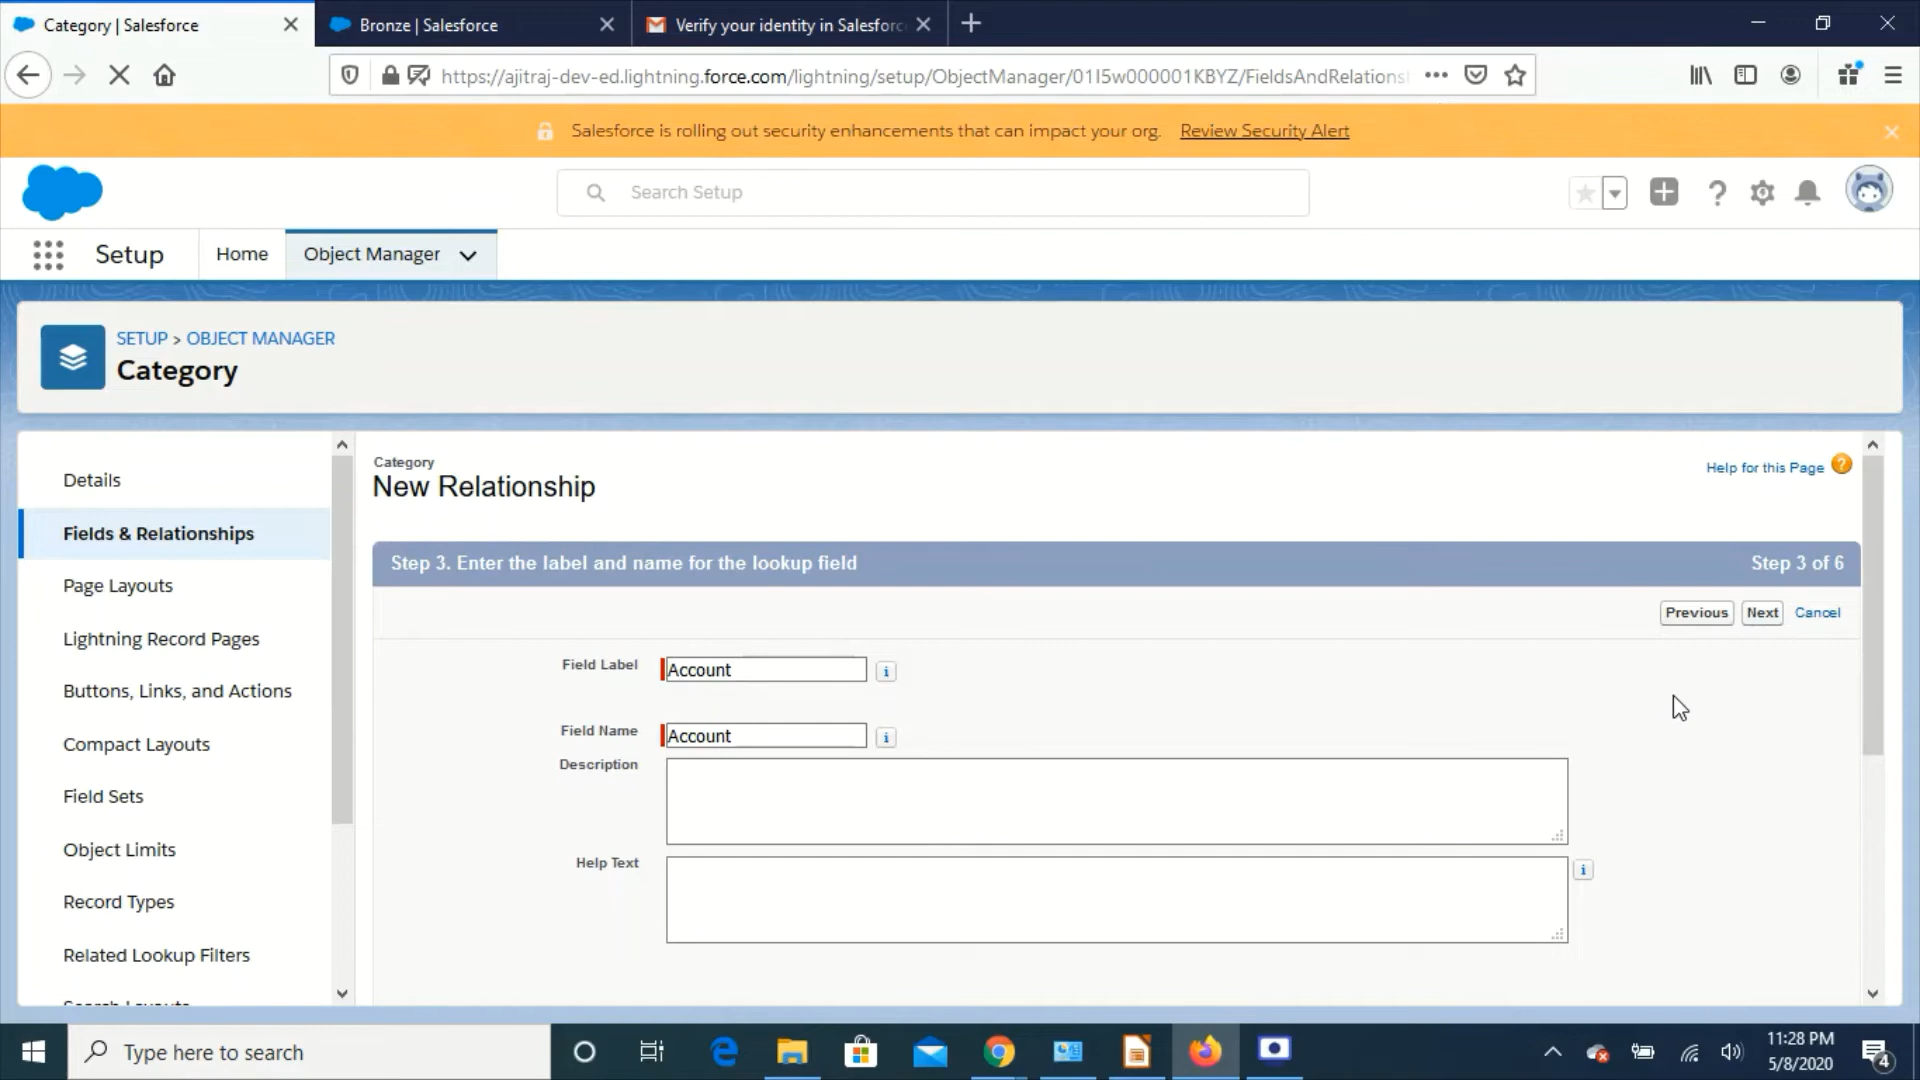 Category | Salesforce
Bronze | Salesforce
Verify your identity in Salesforc
https://ajitraj-dev-ed.lightning.force.com/lightning/setup/ObjectManager/01I5w000001KBYZ/FieldsAndRelations
Salesforce is rolling out security enhancements that can impact your org. Review Security Alert
Search Setup
Setup
Home
Object Manager
SETUP > OBJECT MANAGER
Category
Details
Fields & Relationships
Page Layouts
Lightning Record Pages
Buttons, Links, and Actions
Compact Layouts
Field Sets
Object Limits
Record Types
Related Lookup Filters
Search Layouts
Category
New Relationship
Help for this Page
Step 3. Enter the label and name for the lookup field
Step 3 of 6
Previous
Next
Cancel
Field Label
Account
Field Name
Account
Description
Help Text
Type here to search
11:28 PM
5/8/2020
4